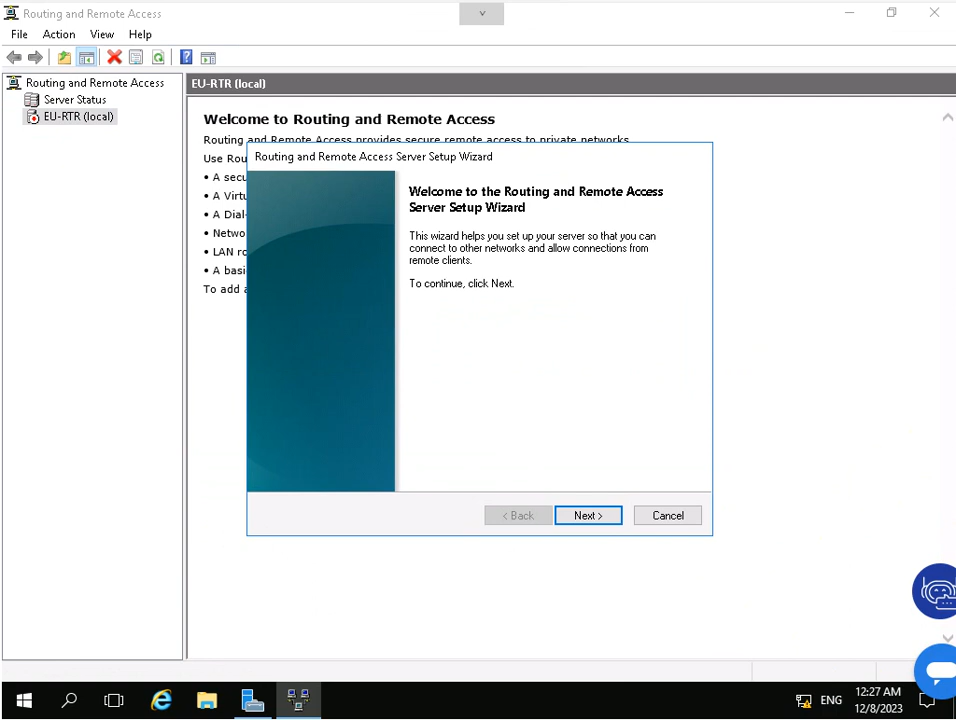 Routing and Remote Access
File Action View Help
Routing and Remote Access
Server Status
EU-RTR (local)
EU-RTR (local)
Welcome to Routing and Remote Access
Routing and Remote Access provides secure remote access to private networks.
Use Rou
• A secu
• A Virtu
• A Dial-
• Netwo
• LAN ro
• A basi
To add a
Routing and Remote Access Server Setup Wizard
Welcome to the Routing and Remote Access
Server Setup Wizard
This wizard helps you set up your server so that you can
connect to other networks and allow connections from
remote clients.
To continue, click Next.
< Back Next > Cancel
ENG
12:27 AM
12/8/2023